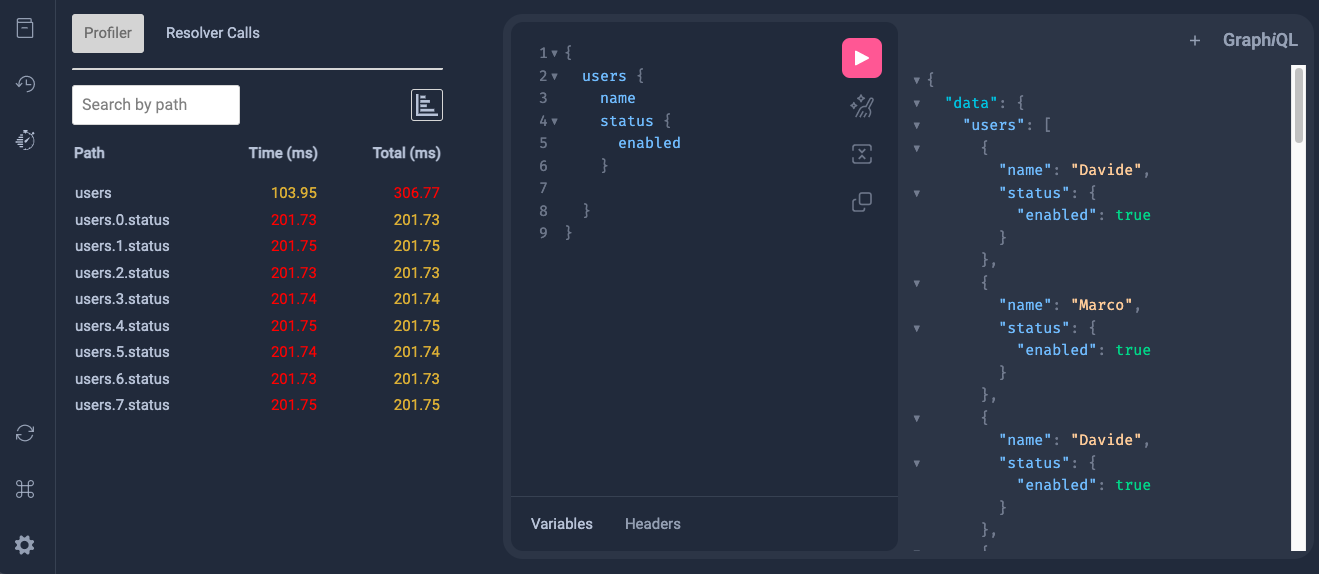 Profiler Resolver Calls
Search by path
Path Time (ms) Total (ms)
users 103.95 306.77
users.0.status 201.73 201.73
users.1.status 201.75 201.75
users.2.status 201.73 201.73
users.3.status 201.74 201.74
users.4.status 201.75 201.75
users.5.status 201.74 201.74
users.6.status 201.73 201.73
users.7.status 201.75 201.75
1 {
2 users {
3 name
4 status {
5 enabled
6 }
7
8 }
9 }
Variables Headers
+ GraphiQL
{
"data": {
"users": [
{
"name": "Davide",
"status": {
"enabled": true
}
},
{
"name": "Marco",
"status": {
"enabled": true
}
},
{
"name": "Davide",
"status": {
"enabled": true
}
},
{